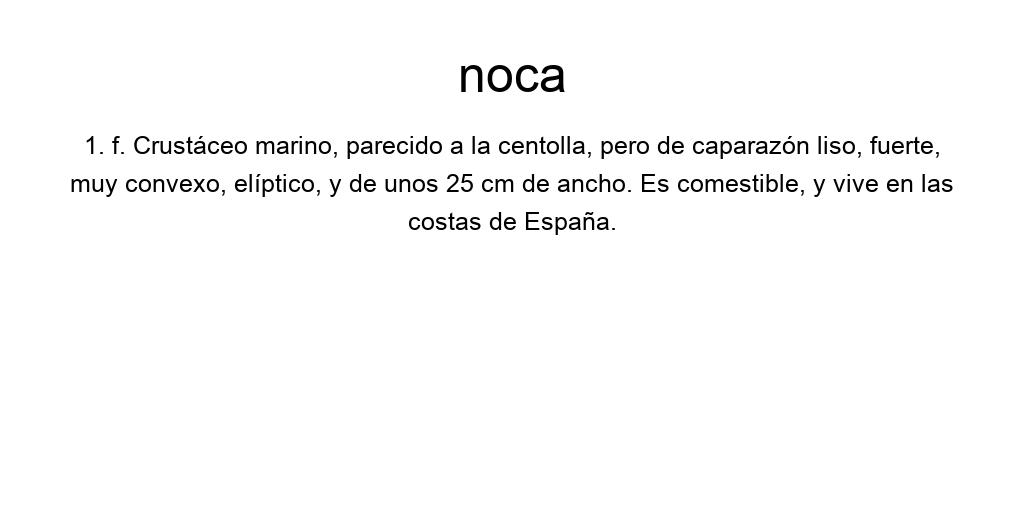 noca
1. f. Crustáceo marino, parecido a la centolla, pero de caparazón liso, fuerte,
muy convexo, elíptico, y de unos 25 cm de ancho. Es comestible, y vive en las
costas de España.